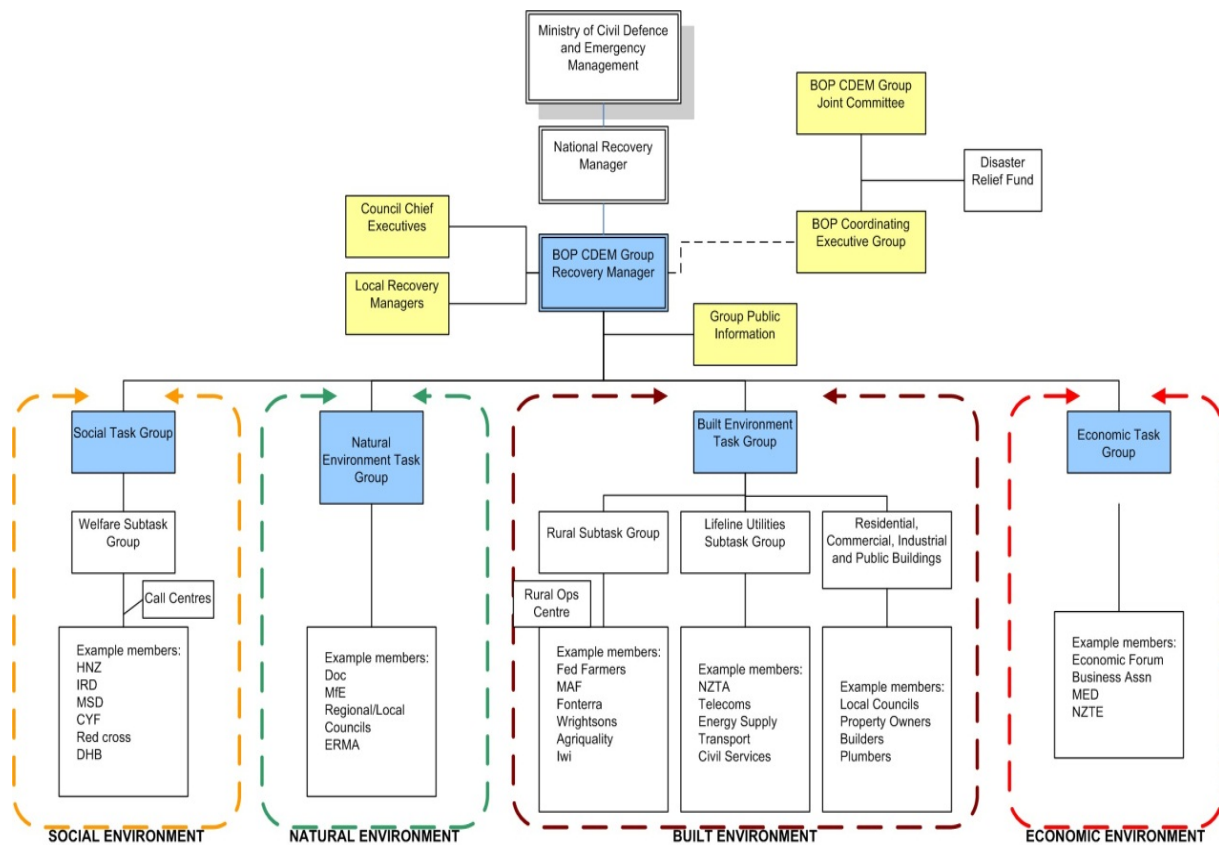 Ministry of Civil Defence
and Emergency
Management
BOP CDEM Group
Joint Committee
National Recovery
Manager
Disaster
Relief Fund
Council Chief
Executives
BOP Coordinating
Executive Group
BOP CDEM Group
Recovery Manager
Local Recovery
Managers
Group Public
Information
Social Task Group
Natural
Environment Task
Group
Built Environment
Task Group
Economic Task
Group
Welfare Subtask
Group
Rural Subtask Group
Lifeline Utilities
Subtask Group
Residential,
Commercial, Industrial
and Public Buildings
Call Centres
Rural Ops
Centre
Example members:
HNZ
IRD
MSD
CYF
Red cross
DHB
Example members:
Doc
MfE
Regional/Local
Councils
ERMA
Example members:
Fed Farmers
MAF
Fonterra
Wrightsons
Agriquality
Iwi
Example members:
NZTA
Telecoms
Energy Supply
Transport
Civil Services
Example members:
Local Councils
Property Owners
Builders
Plumbers
Example members:
Economic Forum
Business Assn
MED
NZTE
SOCIAL ENVIRONMENT
NATURAL ENVIRONMENT
BUILT ENVIRONMENT
ECONOMIC ENVIRONMENT